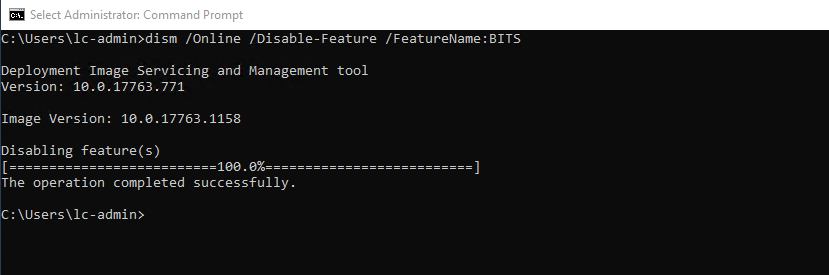 Select Administrator: Command Prompt
C:\Users\lc-admin>dism /Online /Disable-Feature /FeatureName:BITS
Deployment Image Servicing and Management tool
Version: 10.0.17763.771
Image Version: 10.0.17763.1158
Disabling feature(s)
[==========================100.0%==========================]
The operation completed successfully.
C:\Users\lc-admin>